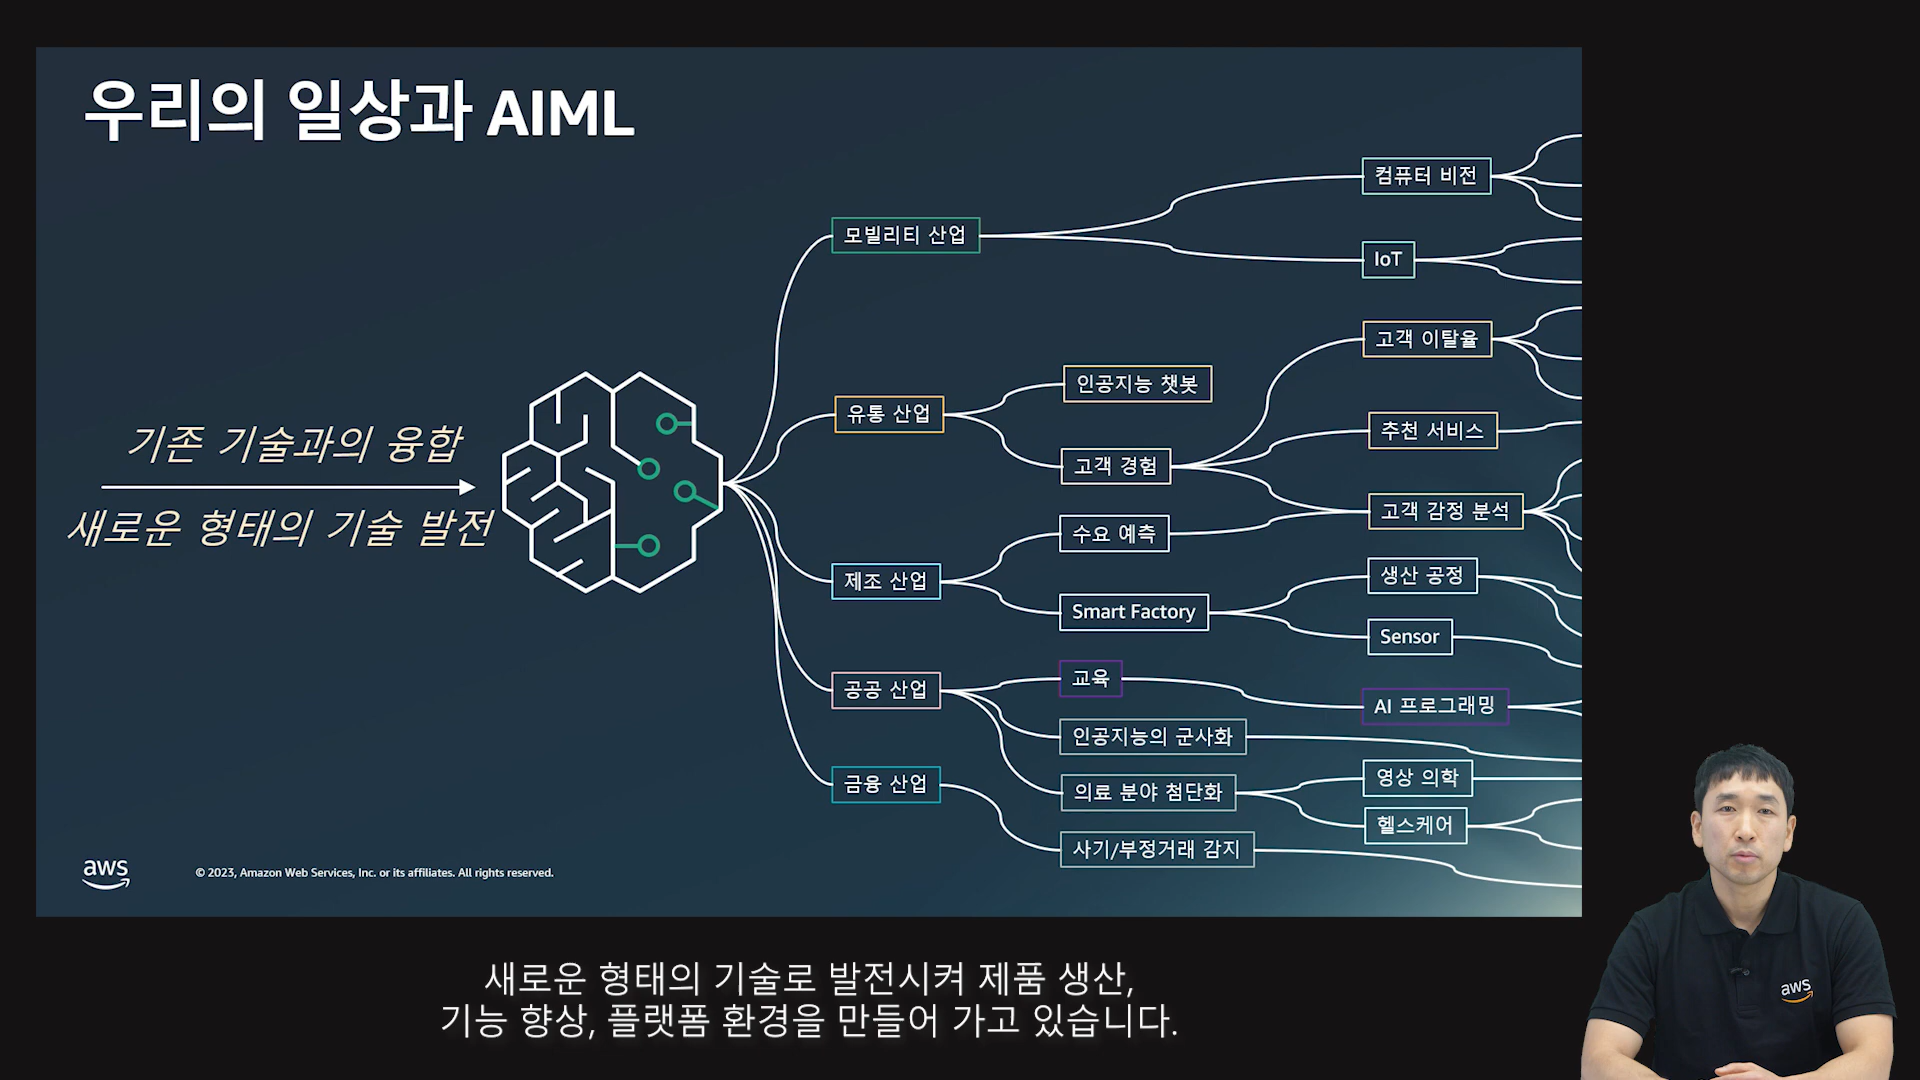 우리의 일상과 AIML
기존 기술과의 융합
새로운 형태의 기술 발전
모빌리티 산업
컴퓨터 비전
IoT
유통 산업
인공지능 챗봇
고객 경험
고객 이탈율
추천 서비스
고객 감정 분석
제조 산업
수요 예측
Smart Factory
생산 공정
Sensor
공공 산업
교육
AI 프로그래밍
인공지능의 군사화
의료 분야 첨단화
영상 의학
헬스케어
금융 산업
사기/부정거래 감지
aws
© 2023, Amazon Web Services, Inc. or its affiliates. All rights reserved.
aws
새로운 형태의 기술로 발전시켜 제품 생산,
기능 향상, 플랫폼 환경을 만들어 가고 있습니다.